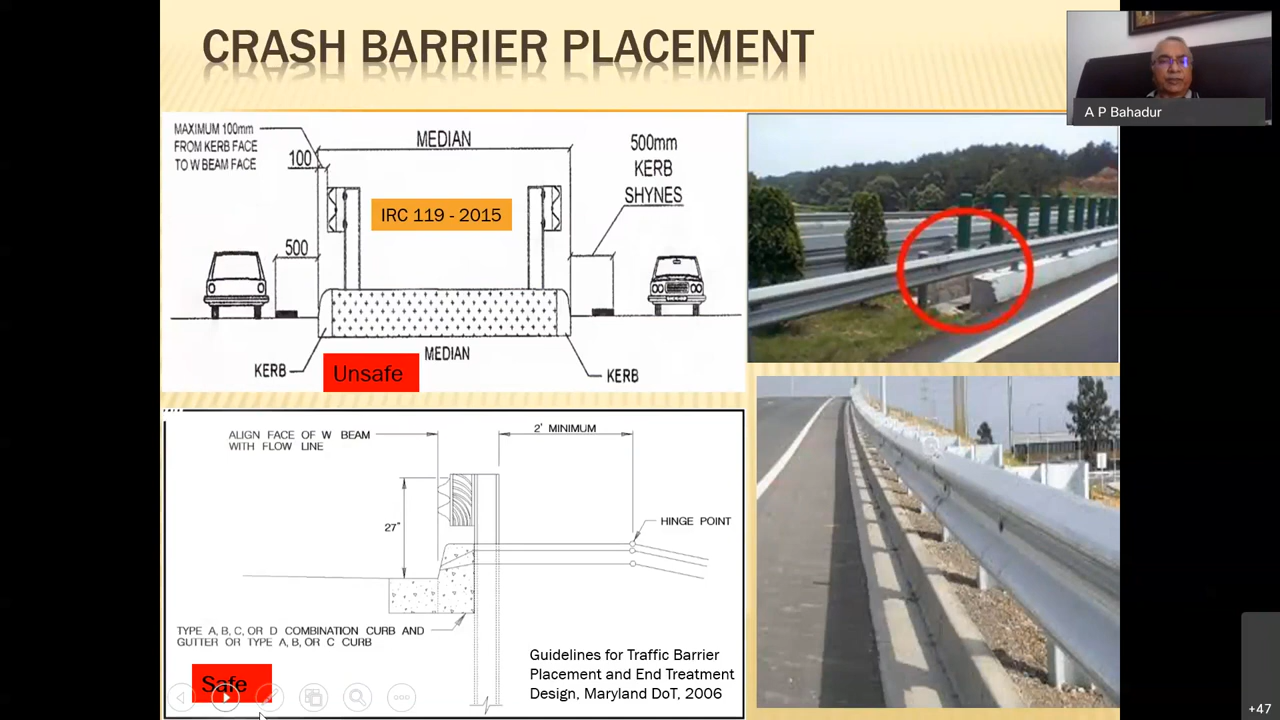 CRASH BARRIER PLACEMENT
A P Bahadur
MAXIMUM 100mm
FROM KERB FACE
TO W BEAM FACE
100
MEDIAN
500mm
KERB
SHYNES
IRC 119 - 2015
500
KERB
MEDIAN
KERB
Unsafe
ALIGN FACE OF W BEAM
WITH FLOW LINE
2' MINIMUM
27"
HINGE POINT
TYPE A, B, C, OR D COMBINATION CURB AND
GUTTER OR TYPE A, B, OR C CURB
Guidelines for Traffic Barrier
Placement and End Treatment
Design, Maryland DoT, 2006
Safe
+47